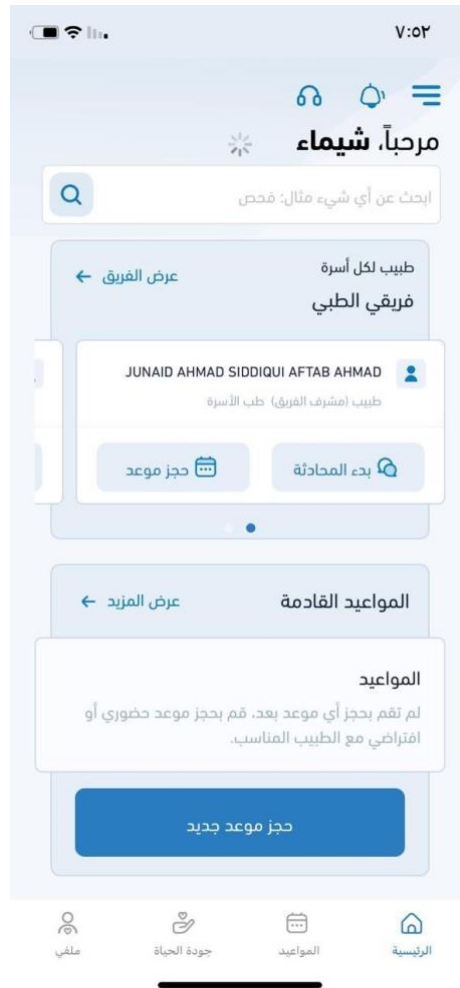 ٧:٥٢
مرحباً، شيماء
ابحث عن أي شيء مثال: فحص
طبيب لكل أسرة
عرض الفريق ←
فريقي الطبي
JUNAID AHMAD SIDDIQUI AFTAB AHMAD
طبيب (مشرف الفريق) طب الأسرة
بدء المحادثة
حجز موعد
المواعيد القادمة
عرض المزيد ←
المواعيد
لم تقم بحجز أي موعد بعد، قم بحجز موعد حضوري أو
افتراضي مع الطبيب المناسب.
حجز موعد جديد
الرئيسية
المواعيد
جودة الحياة
ملفي